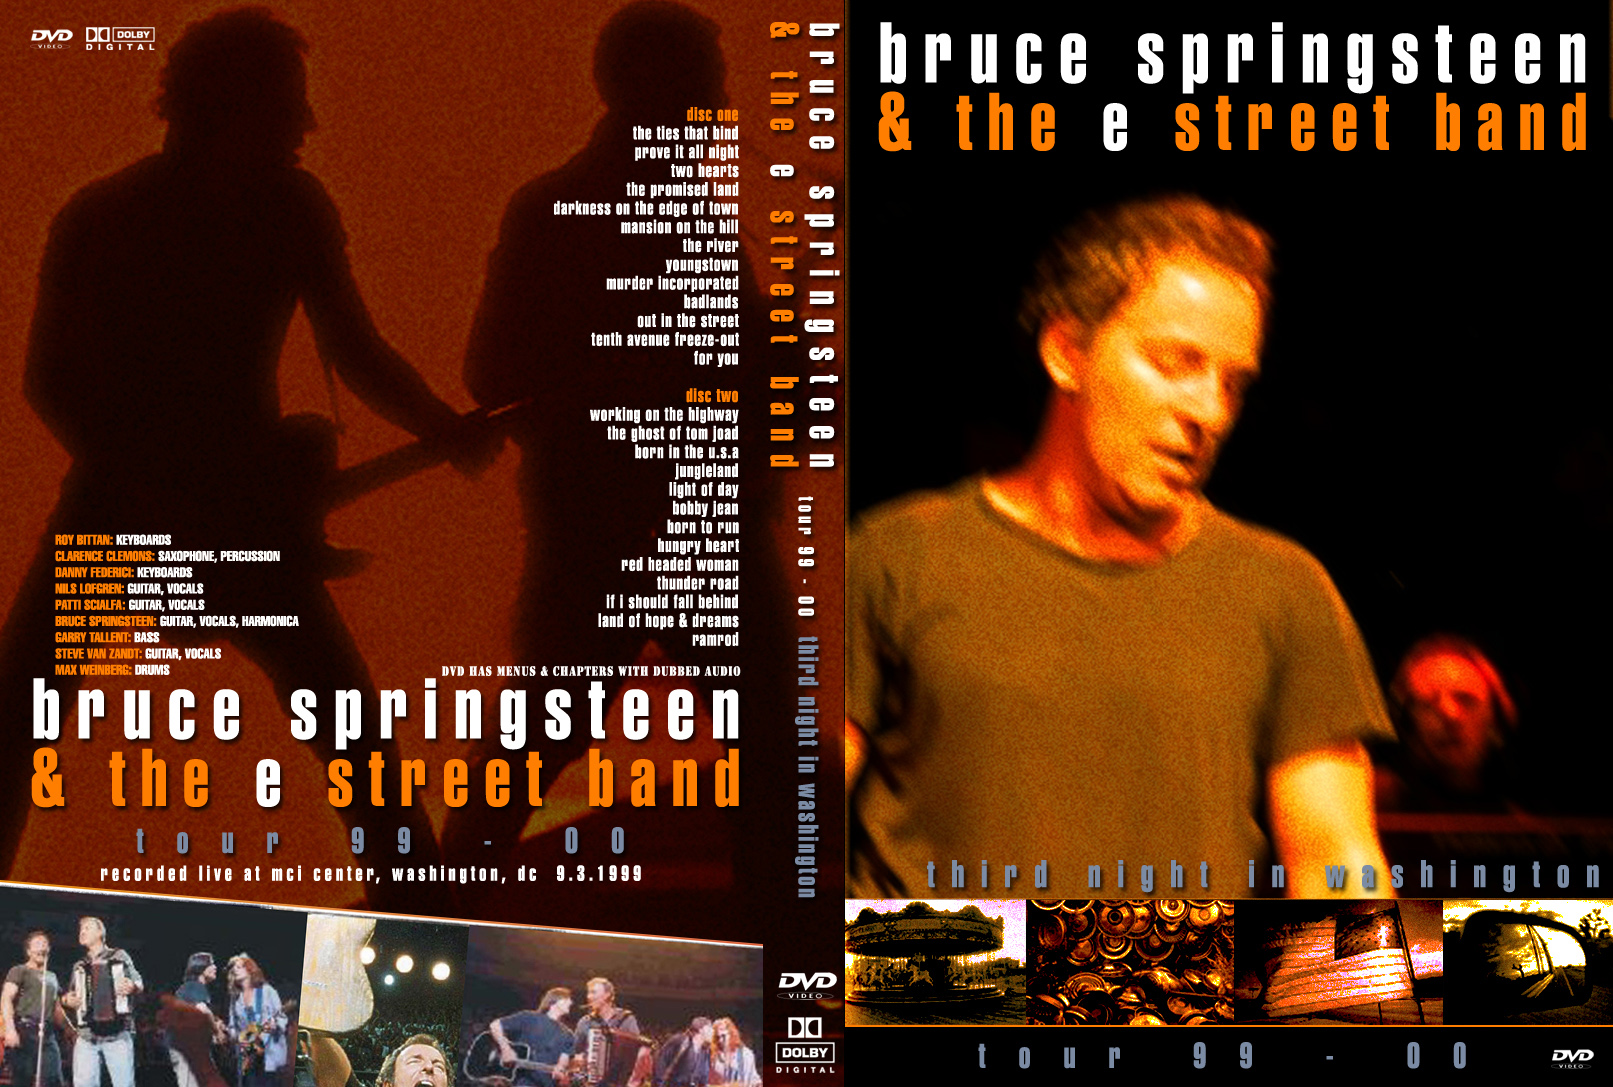 DVD
VIDEO
DOLBY
DIGITAL
disc one
the ties that bind
prove it all night
two hearts
the promised land
darkness on the edge of town
mansion on the hill
the river
youngstown
murder incorporated
badlands
out in the street
tenth avenue freeze-out
for you
disc two
working on the highway
the ghost of tom joad
born in the u.s.a
jungleland
light of day
bobby jean
born to run
hungry heart
red headed woman
thunder road
if i should fall behind
land of hope & dreams
ramrod
ROY BITTAN: KEYBOARDS
CLARENCE CLEMONS: SAXOPHONE, PERCUSSION
DANNY FEDERICI: KEYBOARDS
NILS LOFGREN: GUITAR, VOCALS
PATTI SCIALFA: GUITAR, VOCALS
BRUCE SPRINGSTEEN: GUITAR, VOCALS, HARMONICA
GARRY TALLENT: BASS
STEVE VAN ZANDT: GUITAR, VOCALS
MAX WEINBERG: DRUMS
DVD HAS MENUS & CHAPTERS WITH DUBBED AUDIO
bruce springsteen
& the e street band
tour 99 - 00
recorded live at mci center, washington, dc 9.3.1999
bruce springsteen
& the e street band
tour 99 - 00 third night in washington
DVD
VIDEO
DOLBY
DIGITAL
bruce springsteen
& the e street band
third night in washington
tour 99 - 00
DVD
VIDEO